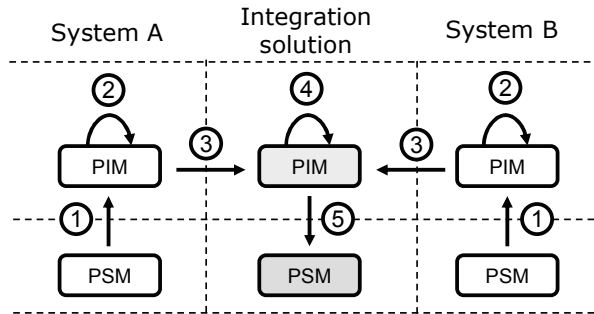 System A
Integration
solution
System B
2
4
2
3
3
PIM
PIM
PIM
1
5
1
PSM
PSM
PSM